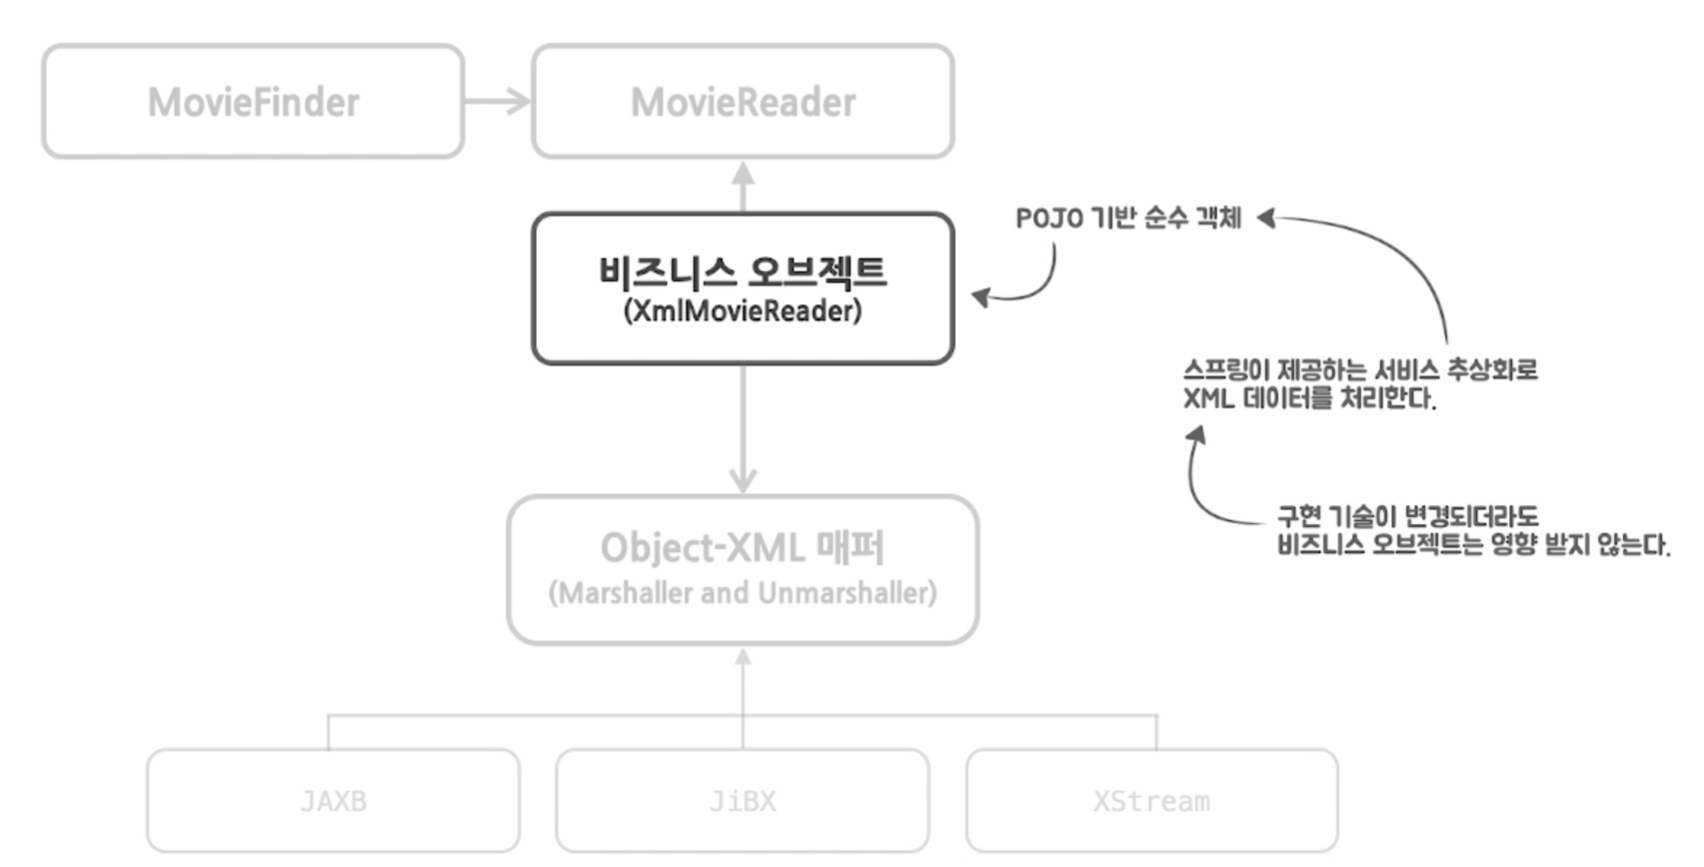 MovieFinder
MovieReader
비즈니스 오브젝트
(XmlMovieReader)
POJO 기반 순수 객체
스프링이 제공하는 서비스 추상화로
XML 데이터를 처리한다.
구현 기술이 변경되더라도
비즈니스 오브젝트는 영향 받지 않는다.
Object-XML 매퍼
(Marshaller and Unmarshaller)
JAXB
JiBX
XStream